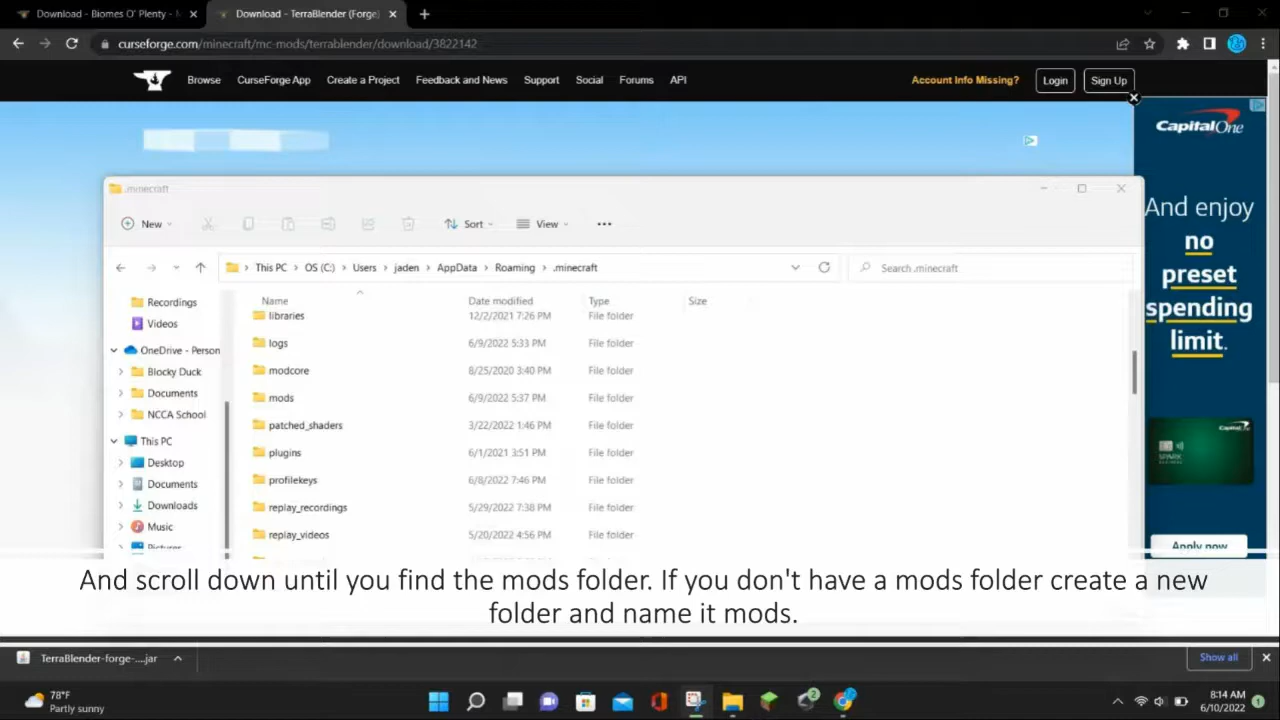 Download - Biomes O' Plenty -
Download - TerraBlender (Forge)
curseforge.com/minecraft/mc-mods/terrablender/download/3822142
Browse CurseForge App Create a Project Feedback and News Support Social Forums API Account Info Missing? Login Sign Up
CapitalOne
And enjoy
no
preset
spending
limit.
CapitalOne
Apply now
.minecraft
New Sort View
This PC OS (C:) Users jaden AppData Roaming .minecraft Search .minecraft
Name Date modified Type Size
Recordings
Videos
OneDrive - Person
Blocky Duck
Documents
NCCA School
This PC
Desktop
Documents
Downloads
Music
Pictures
libraries 12/2/2021 7:26 PM File folder
logs 6/9/2022 5:33 PM File folder
modcore 8/25/2020 3:40 PM File folder
mods 6/9/2022 5:37 PM File folder
patched_shaders 3/22/2022 1:46 PM File folder
plugins 6/1/2021 3:51 PM File folder
profilekeys 6/8/2022 7:46 PM File folder
replay_recordings 5/29/2022 7:38 PM File folder
replay_videos 5/20/2022 4:56 PM File folder
And scroll down until you find the mods folder. If you don't have a mods folder create a new
folder and name it mods.
TerraBlender-forge-....jar
Show all
78°F
Partly sunny
2
8:14 AM
6/10/2022
1